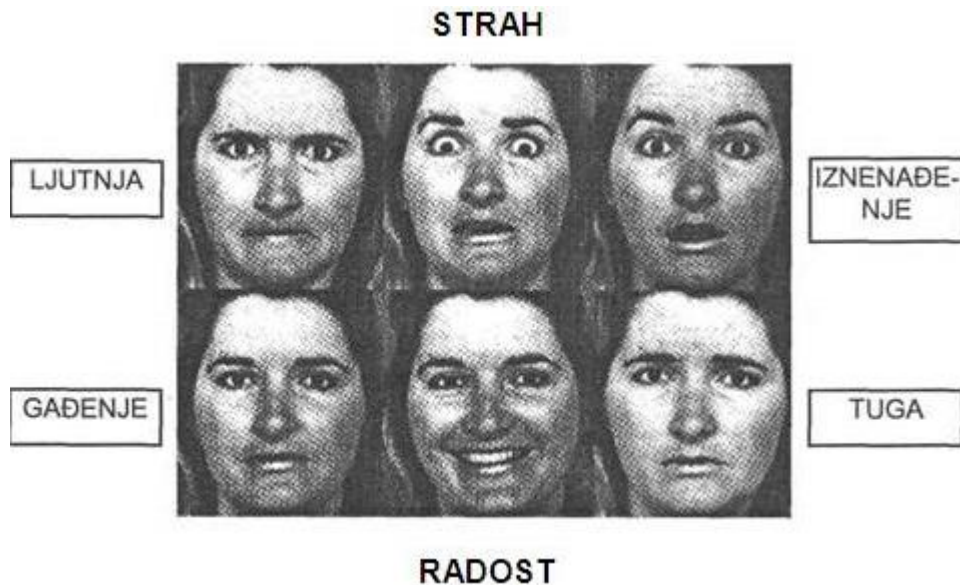 STRAH
LJUTNJA
IZNENAĐE-
NJE
GAĐENJE
TUGA
RADOST